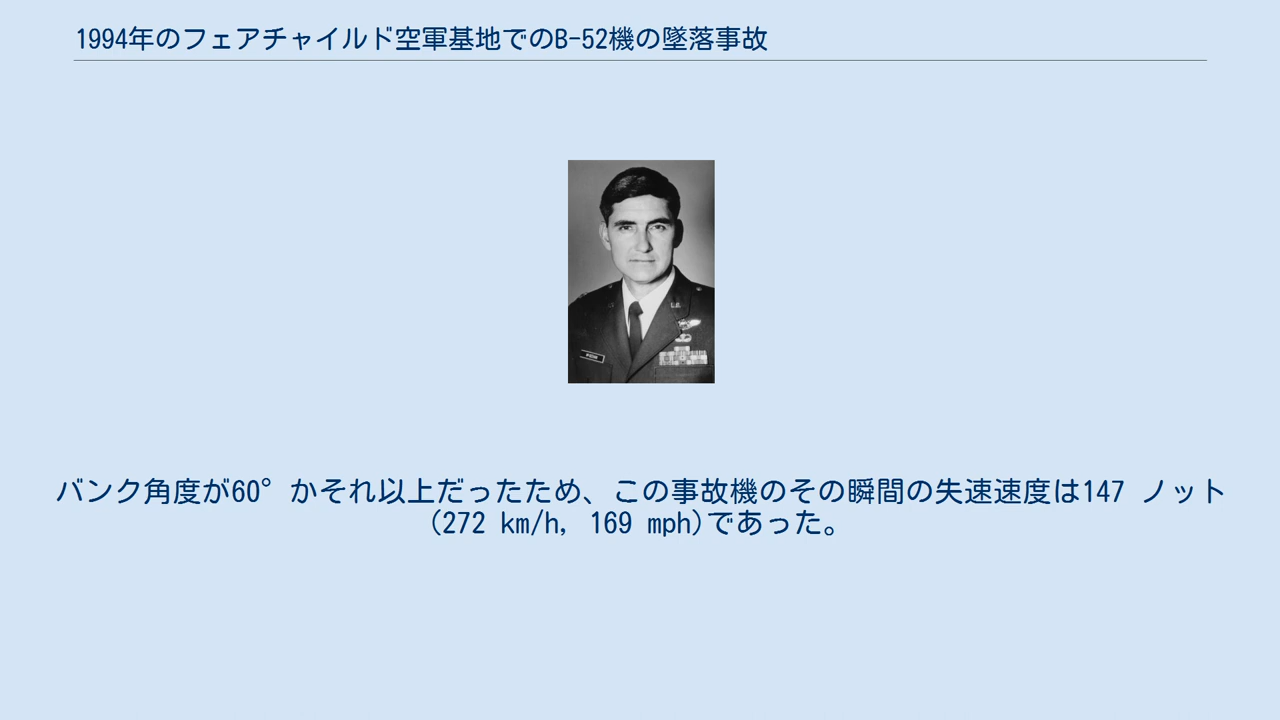 1994年のフェアチャイルド空軍基地でのB-52機の墜落事故
バンク角度が60°かそれ以上だったため、この事故機のその瞬間の失速速度は147 ノット
(272 km/h, 169 mph)であった。